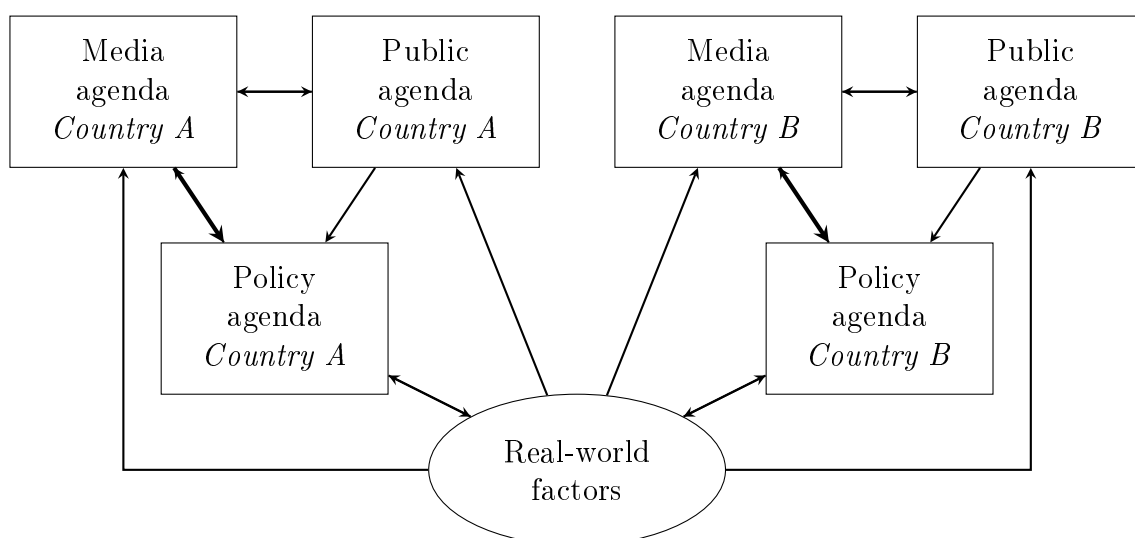 Media
agenda
Country A
Public
agenda
Country A
Media
agenda
Country B
Public
agenda
Country B
Policy
agenda
Country A
Policy
agenda
Country B
Real-world
factors